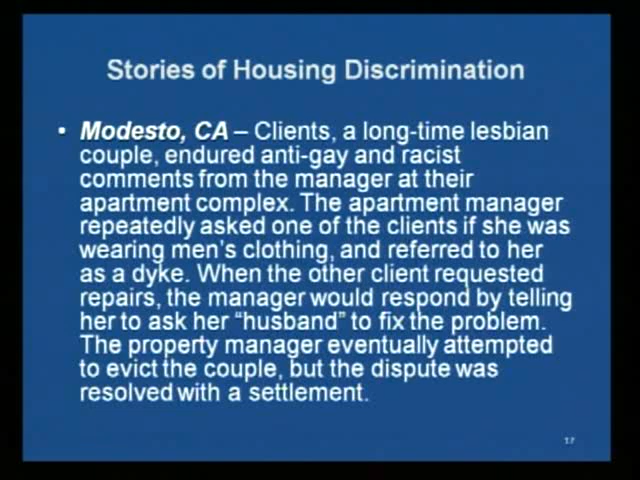 Stories of Housing Discrimination
• Modesto, CA – Clients, a long-time lesbian
couple, endured anti-gay and racist
comments from the manager at their
apartment complex. The apartment manager
repeatedly asked one of the clients if she was
wearing men's clothing, and referred to her
as a dyke. When the other client requested
repairs, the manager would respond by telling
her to ask her “husband” to fix the problem.
The property manager eventually attempted
to evict the couple, but the dispute was
resolved with a settlement.
17